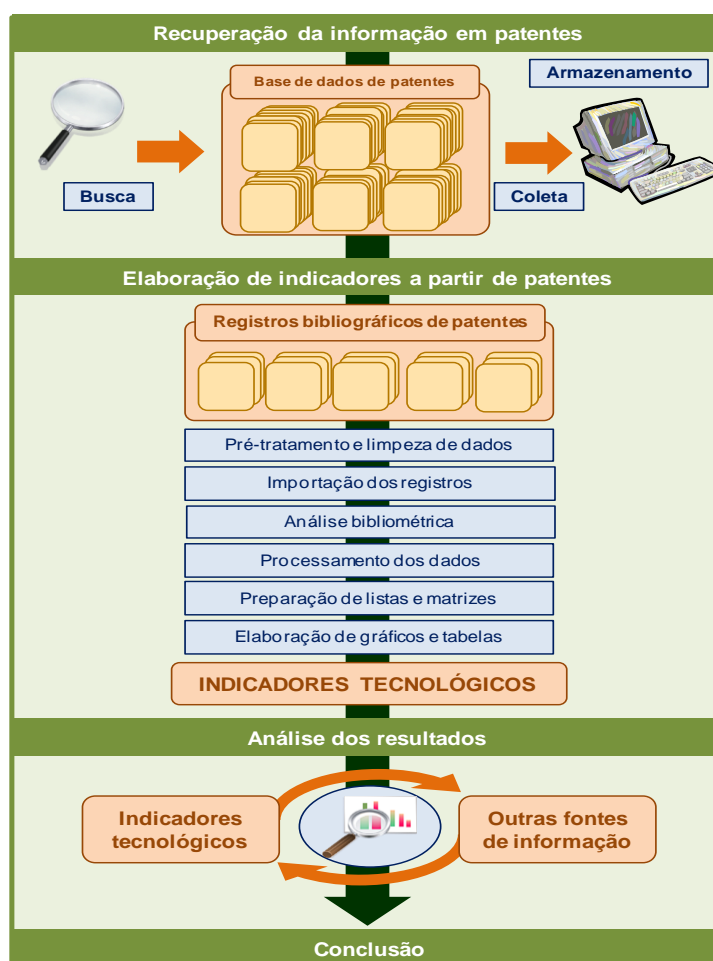 Recuperação da informação em patentes
Base de dados de patentes
Armazenamento
Busca
Coleta
Elaboração de indicadores a partir de patentes
Registros bibliográficos de patentes
Pré-tratamento e limpeza de dados
Importação dos registros
Análise bibliométrica
Processamento dos dados
Preparação de listas e matrizes
Elaboração de gráficos e tabelas
INDICADORES TECNOLÓGICOS
Análise dos resultados
Indicadores
tecnológicos
Outras fontes
de informação
Conclusão